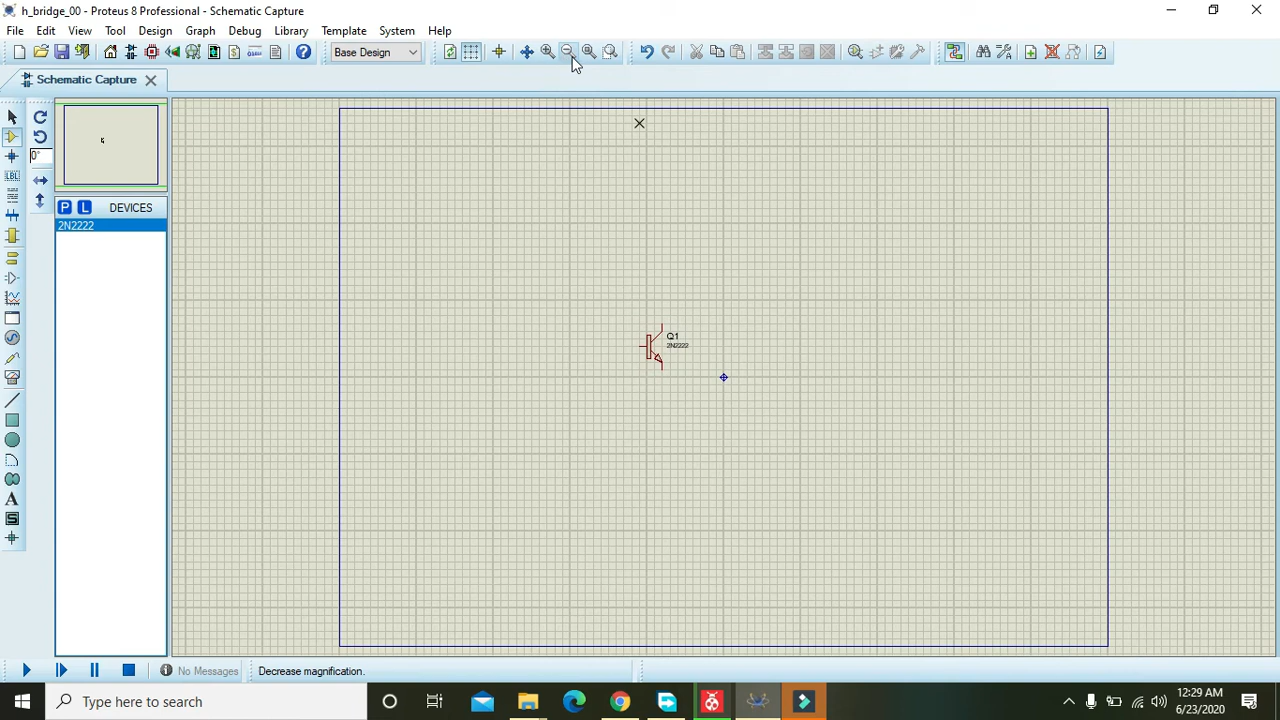 h_bridge_00 - Proteus 8 Professional - Schematic Capture
File Edit View Tool Design Graph Debug Library Template System Help
Base Design
Schematic Capture
0°
LBL
P L DEVICES
2N2222
Q1
2N2222
A
S
No Messages
Decrease magnification.
Type here to search
12:29 AM
6/23/2020